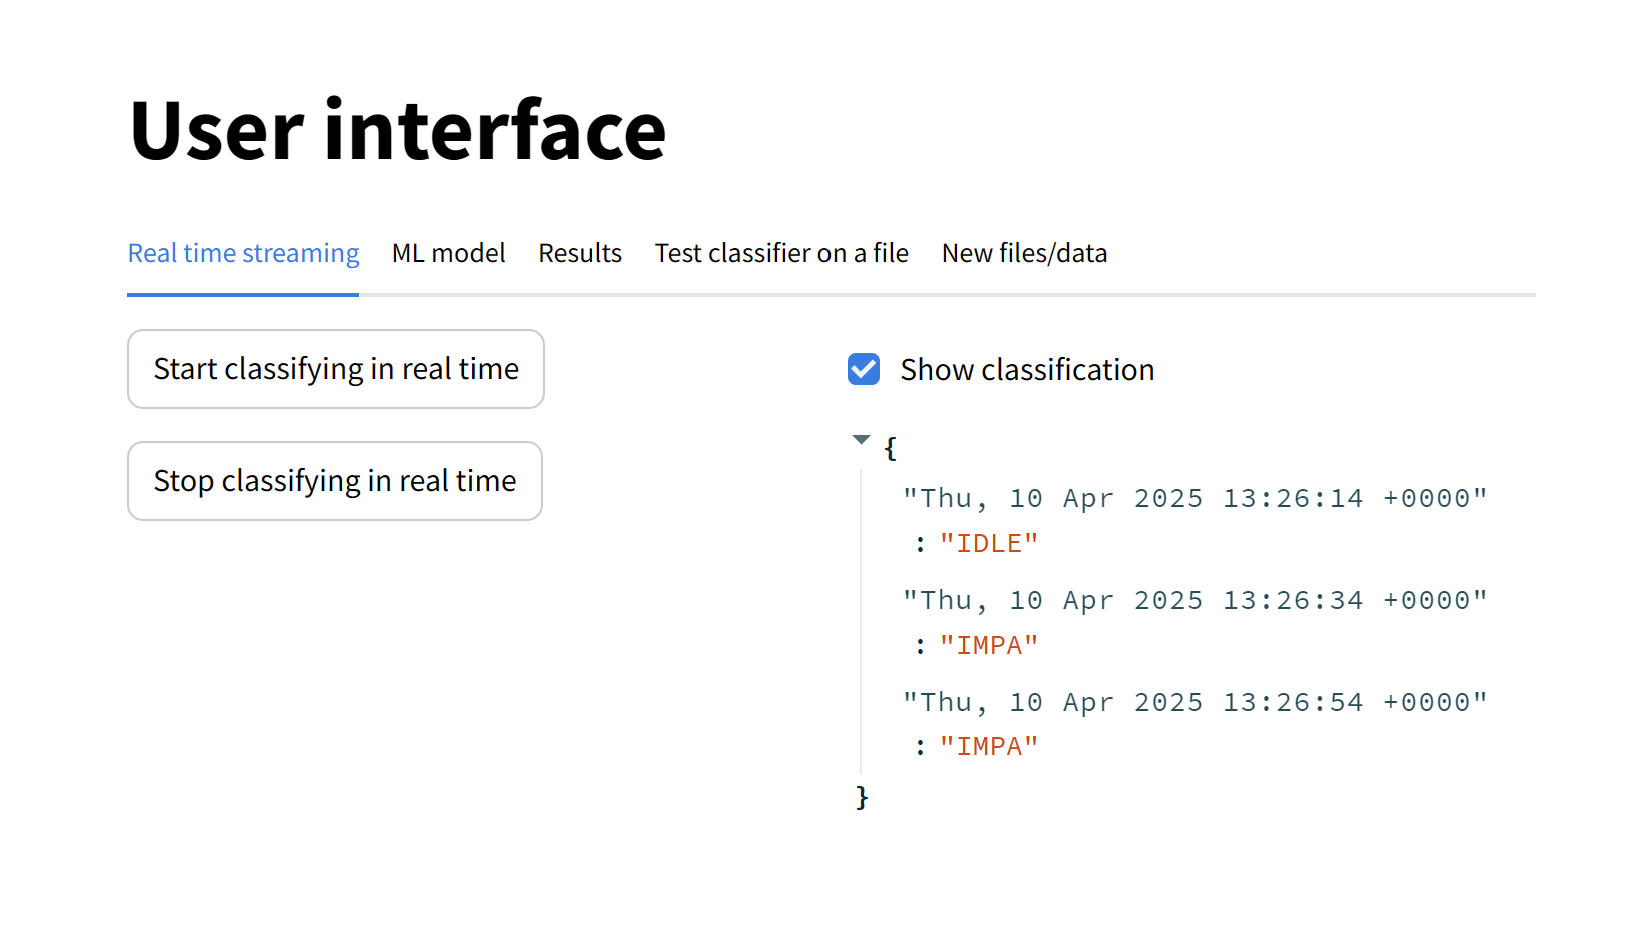 User interface
Real time streaming ML model Results Test classifier on a file New files/data
Start classifying in real time
Stop classifying in real time
Show classification
{
"Thu, 10 Apr 2025 13:26:14 +0000"
: "IDLE"
"Thu, 10 Apr 2025 13:26:34 +0000"
: "IMPA"
"Thu, 10 Apr 2025 13:26:54 +0000"
: "IMPA"
}